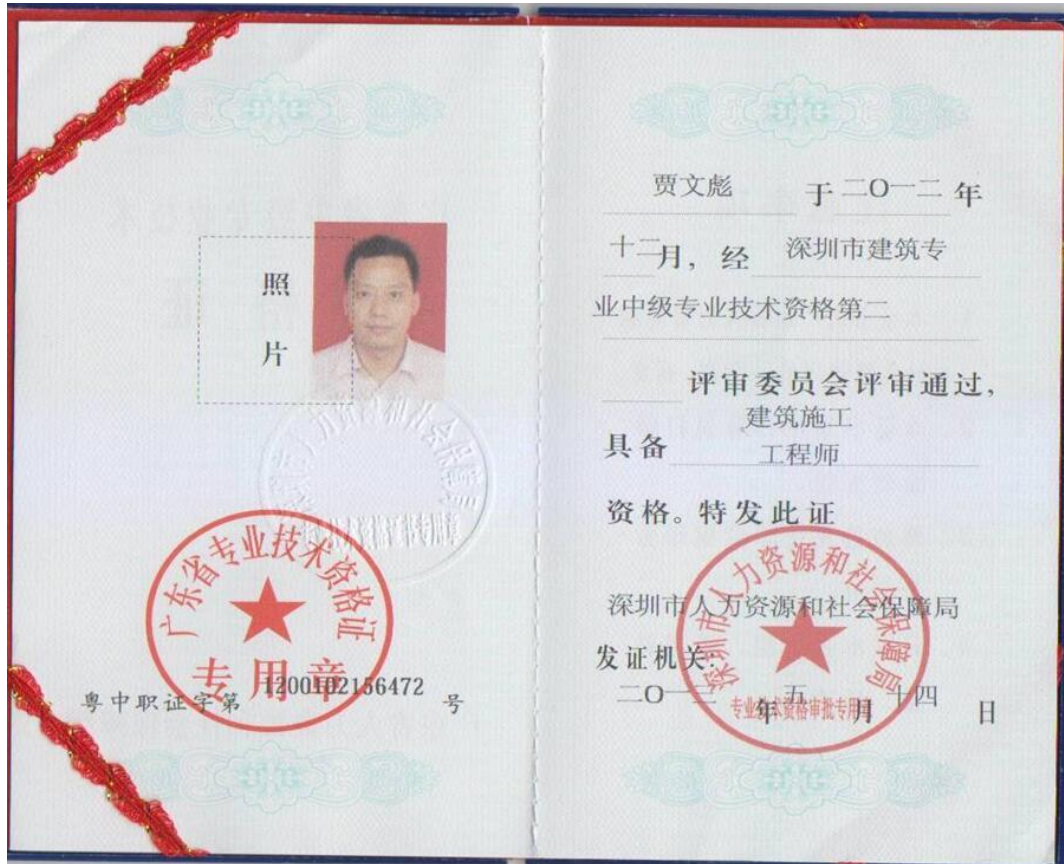 照
片
广东省专业技术资格证
专用章
粤中职证字第 1200102156472 号
贾文彪 于 二O一二 年
十二月，经 深圳市建筑专
业中级专业技术资格第二
评审委员会评审通过，
建筑施工
具备 工程师
资格。特发此证
深圳市人力资源和社会保障局
深圳市人力资源和社会保障局
发证机关：
二O一三年 五 月 十四 日
专业技术资格审批专用章